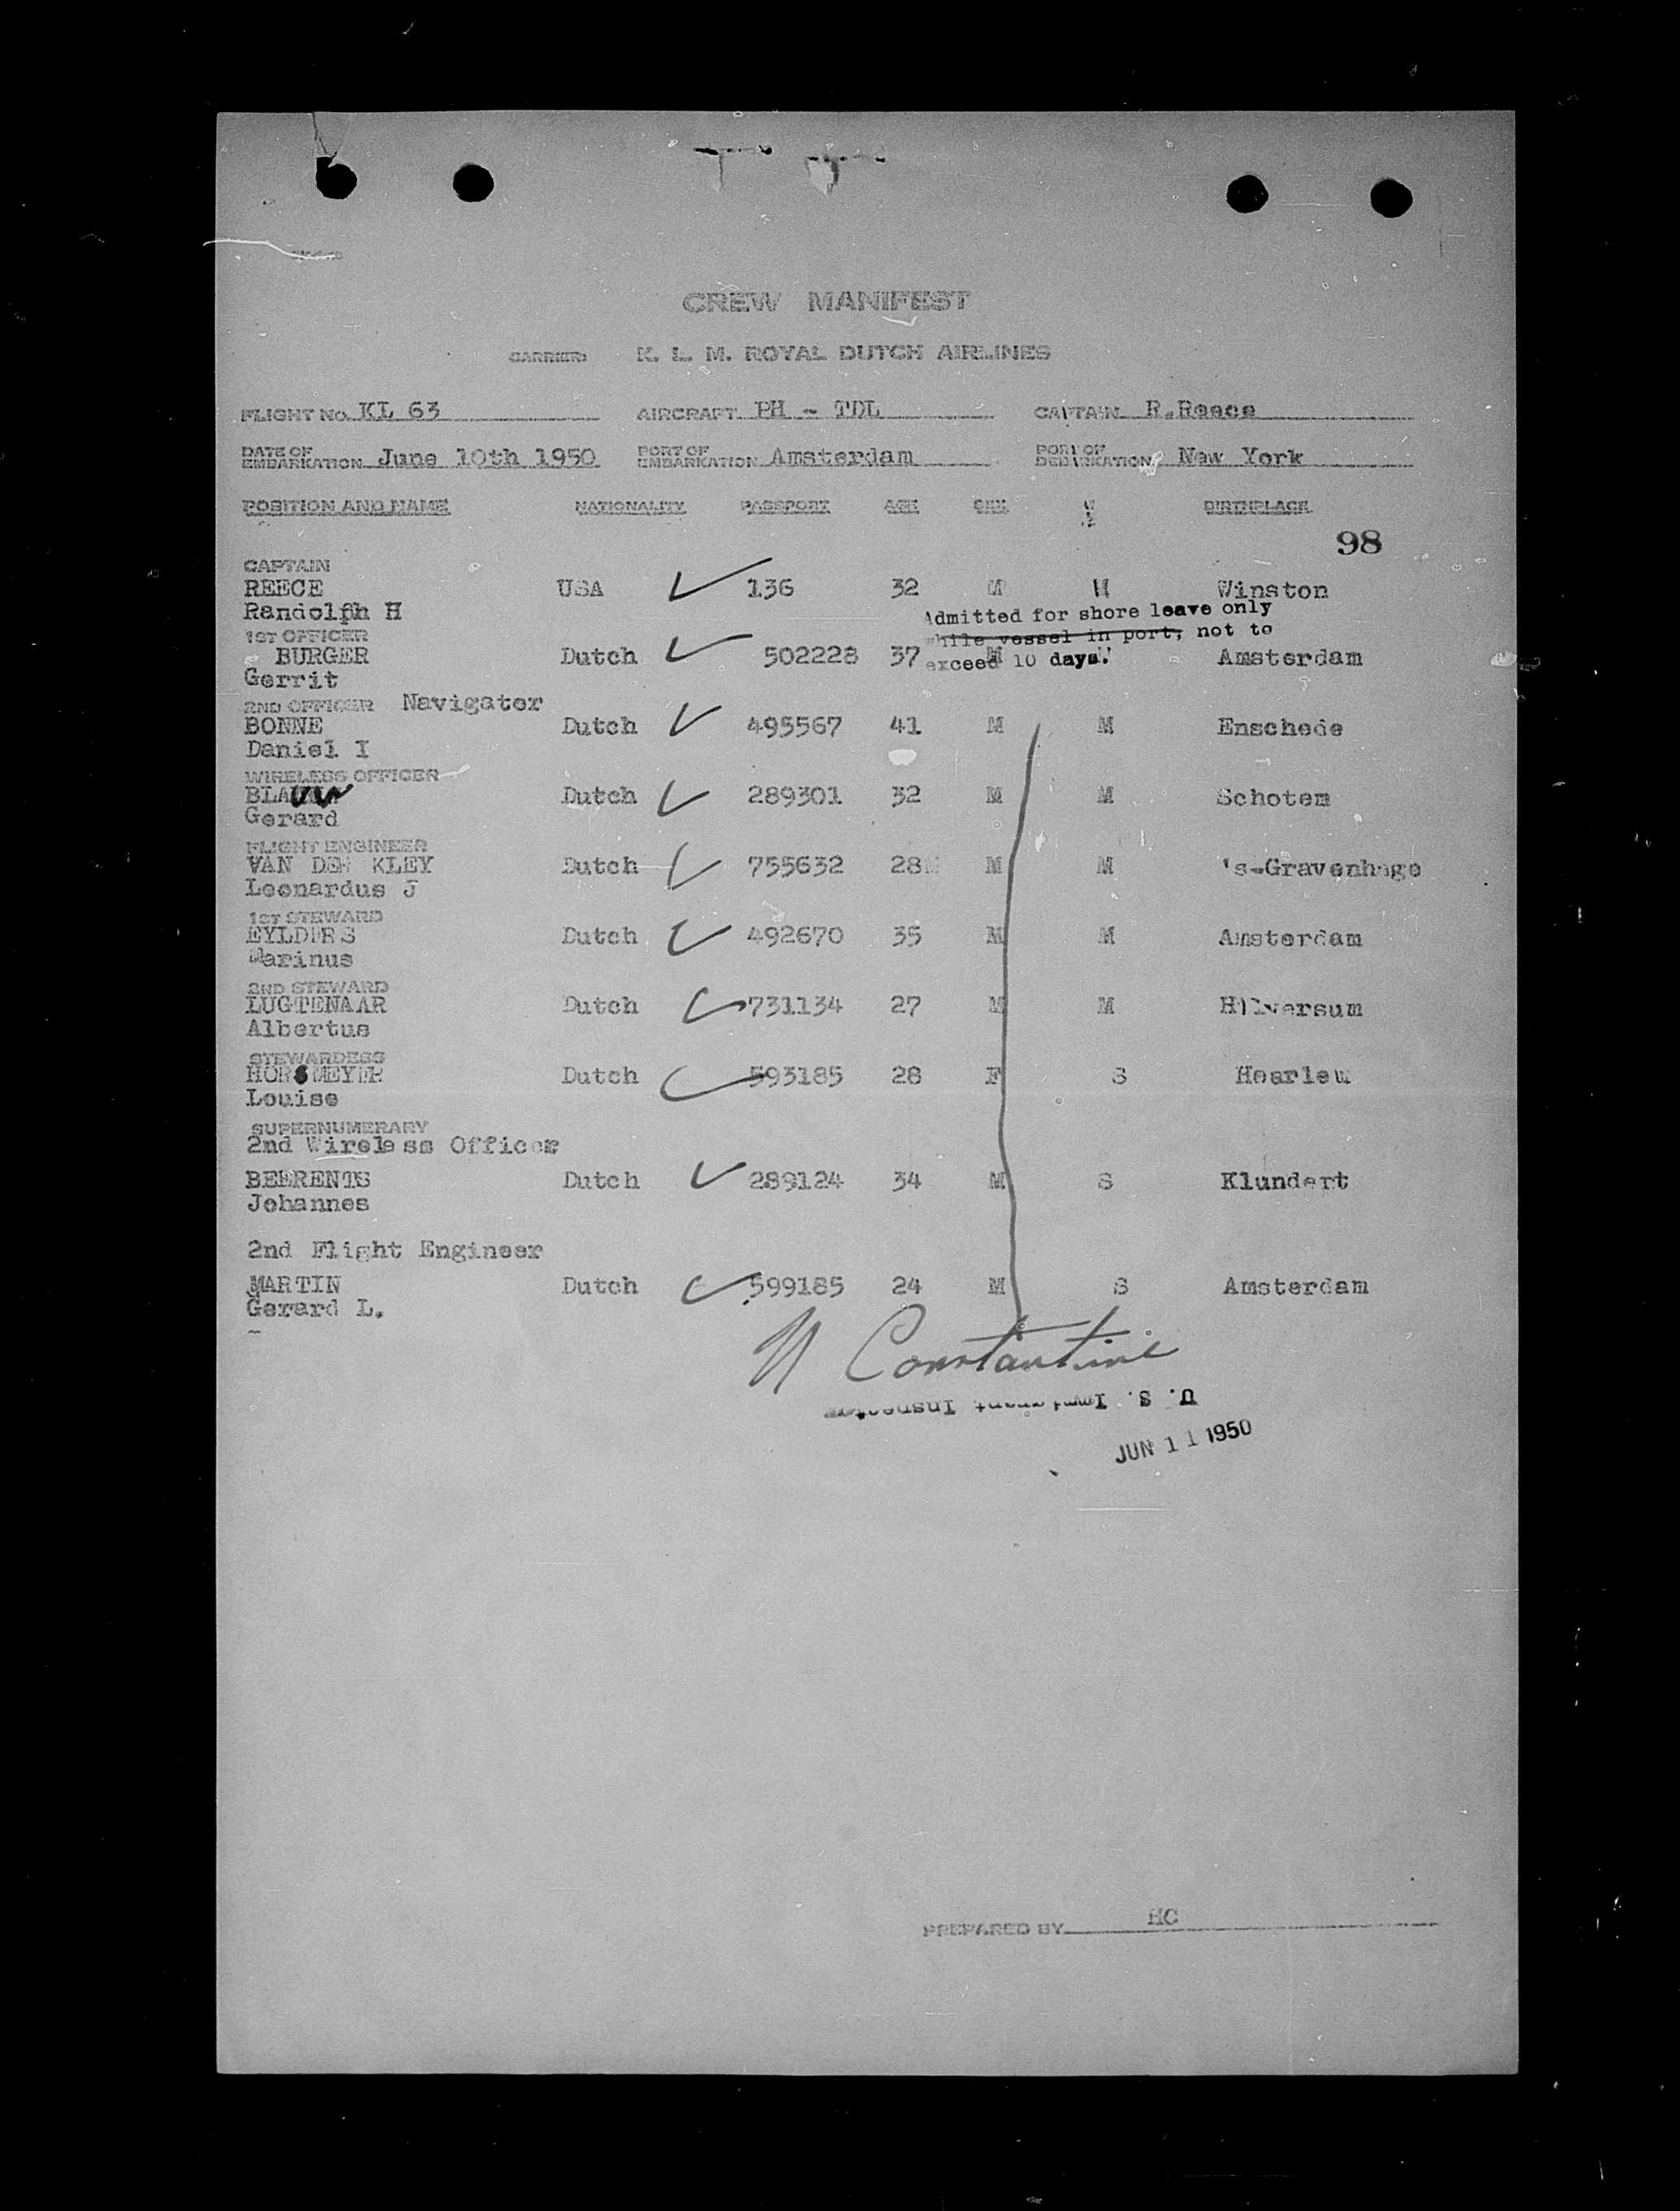 CREW MANIFEST
CARRIER: K. L. M. ROYAL DUTCH AIRLINES
FLIGHT No. KL 63 AIRCRAFT PH - TDL CAPTAIN R.Reece
DATE OF EMBARKATION June 10th 1950 PORT OF EMBARKATION Amsterdam PORT OF DEBARKATION New York
POSITION AND NAME NATIONALITY PASSPORT AGE SEX BIRTHPLACE
98
CAPTAIN
REECE USA 136 32 M M Winston
Randolph H
Admitted for shore leave only
1ST OFFICER
while vessel in port, not to
BURGER Dutch 502228 37 M Amsterdam
exceed 10 days.
Gerrit
2ND OFFICER Navigator
BONNE Dutch 495567 41 M M Enschede
Daniel I
WIRELESS OFFICER
Dutch 289301 32 M M Schotem
Gerard
FLIGHT ENGINEER
VAN DER KLEY Dutch 755632 28 M M 's-Gravenhage
Leonardus J
1ST STEWARD
EYLDERS Dutch 492670 35 M M Amsterdam
Marinus
2ND STEWARD
LUGTENAAR Dutch 731134 27 M M Hilversum
Albertus
STEWARDESS
HORSMEYER Dutch 593185 28 F S Haarlem
Louise
SUPERNUMERARY
2nd Wireless Officer
BEERENTS Dutch 289124 34 M S Klundert
Johannes
2nd Flight Engineer
MARTIN Dutch 599185 24 M S Amsterdam
Gerard L.
N Constantine
U. S. Immigrant Inspector
JUN 11 1950
PREPARED BY HC